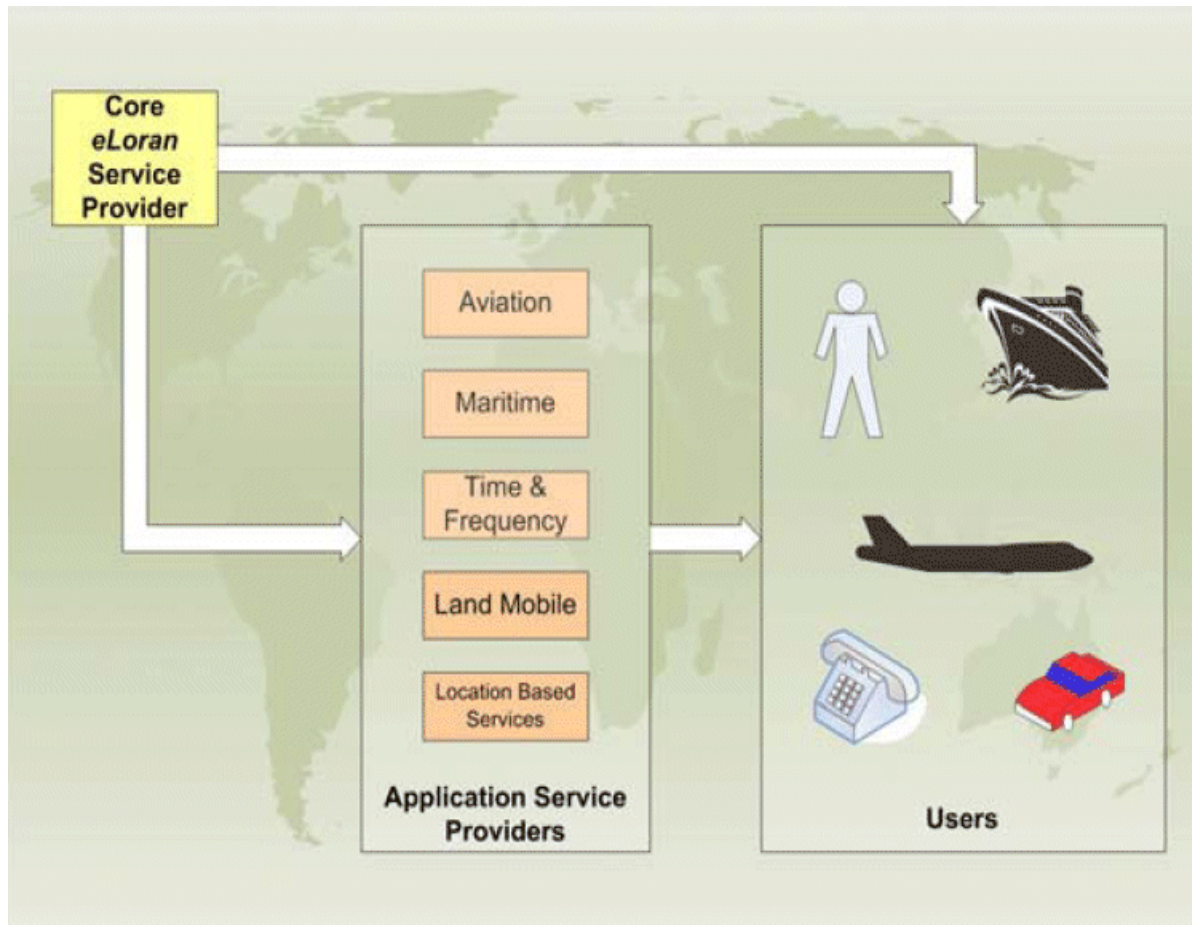 Core
eLoran
Service
Provider
Aviation
Maritime
Time &
Frequency
Land Mobile
Location Based
Services
Application Service
Providers
Users